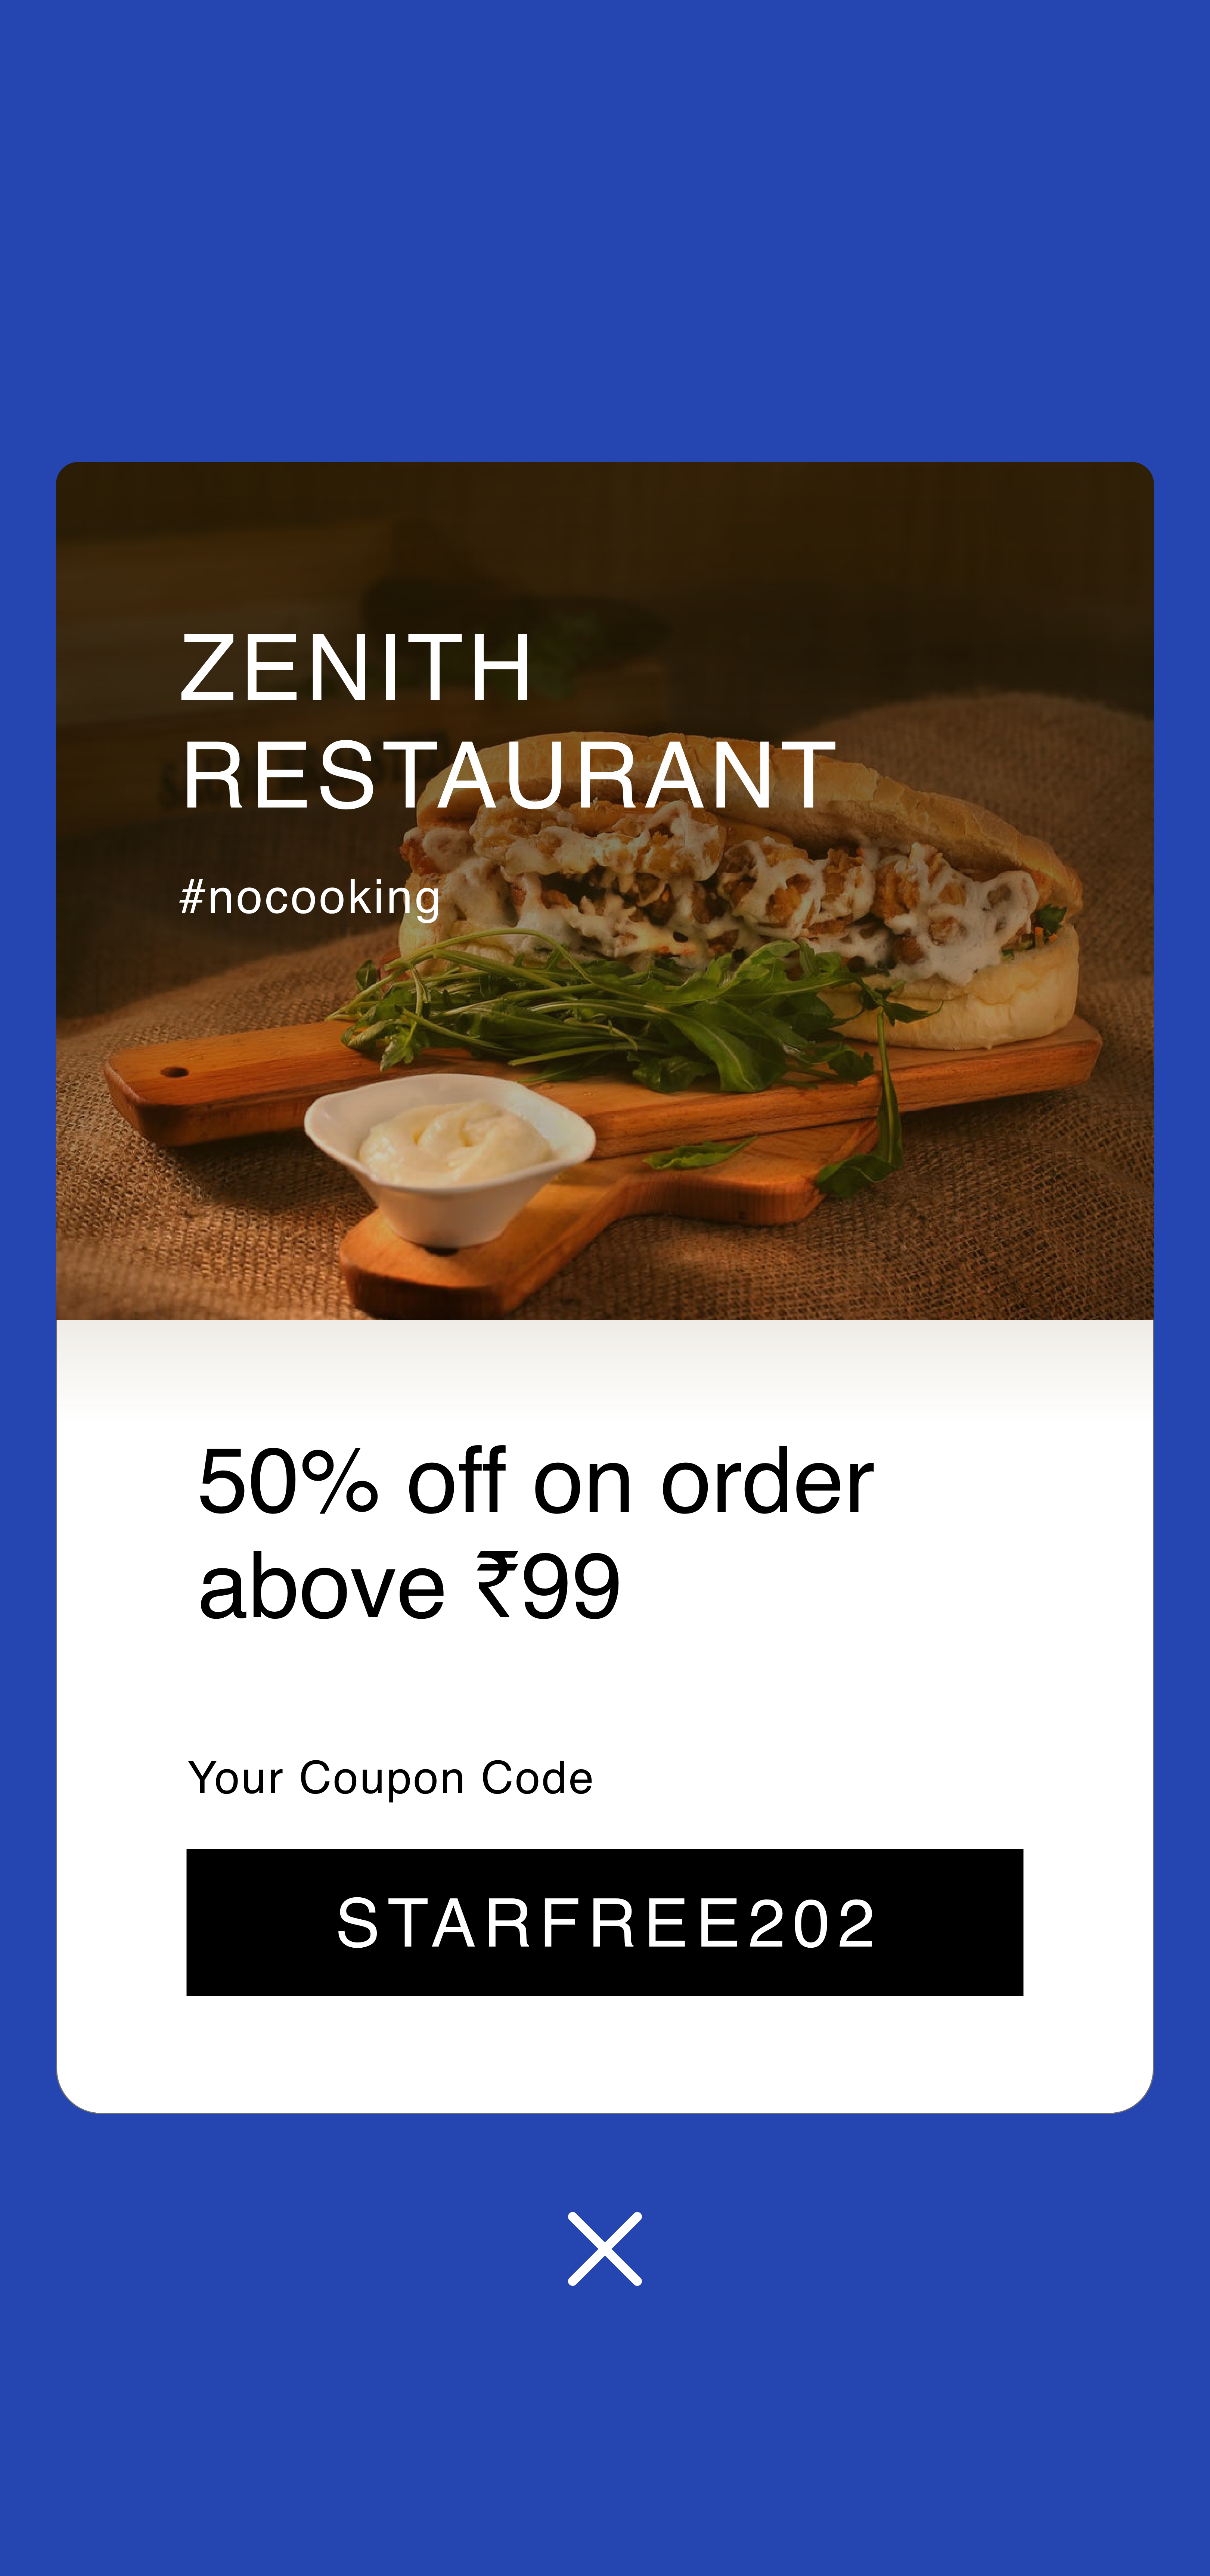 ZENITH
RESTAURANT
#nocooking
50% off on order
above ₹99
Your Coupon Code
STARFREE202